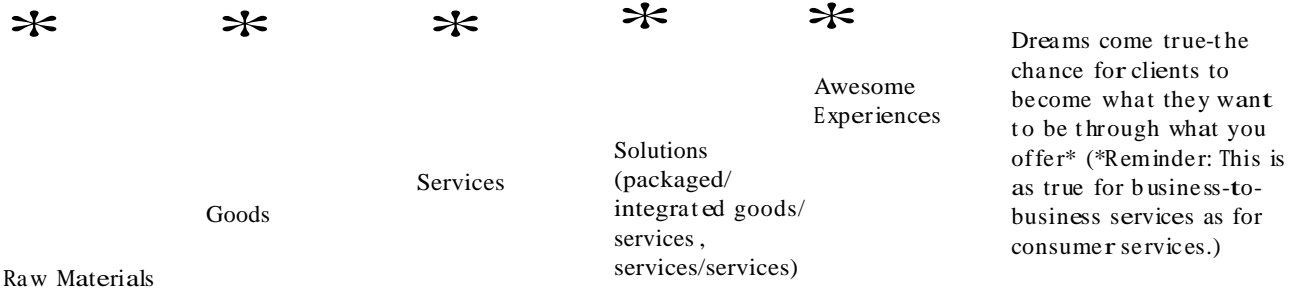 * * * * *
Raw Materials
Goods
Services
Solutions
(packaged/
integrated goods/
services ,
services/services)
Awesome
Experiences
Dreams come true-the
chance for clients to
become what they want
to be through what you
offer* (*Reminder: This is
as true for business-to-
business services as for
consumer services.)